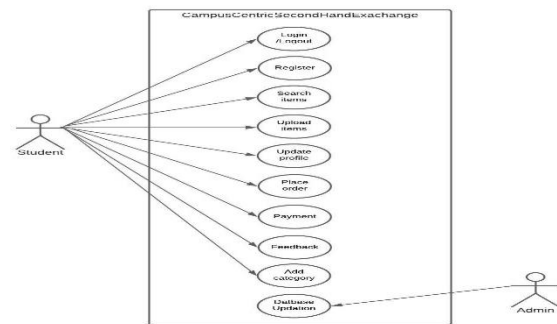 CampusCentricSecondHandExachange
Login
/Logout
Register
Search
items
Upload
items
Update
profile
Student
Place
order
Payment
Feedback
Add
category
Datbase
Updation
Admin